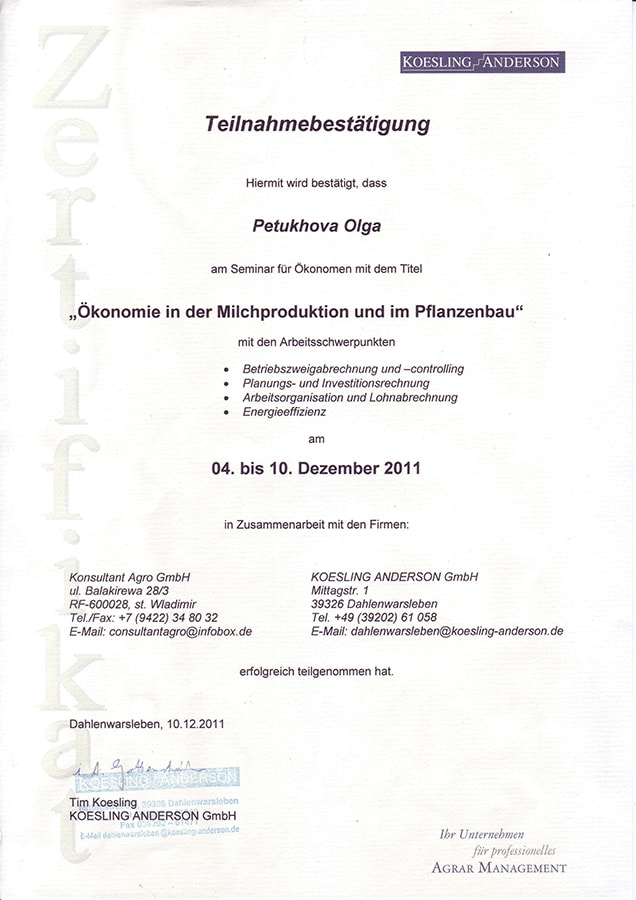 Zertifikat
KOESLING ANDERSON
Teilnahmebestätigung
Hiermit wird bestätigt, dass
Petukhova Olga
am Seminar für Ökonomen mit dem Titel
„Ökonomie in der Milchproduktion und im Pflanzenbau“
mit den Arbeitsschwerpunkten
• Betriebszweigabrechnung und –controlling
• Planungs- und Investitionsrechnung
• Arbeitsorganisation und Lohnabrechnung
• Energieeffizienz
am
04. bis 10. Dezember 2011
in Zusammenarbeit mit den Firmen:
Konsultant Agro GmbH
ul. Balakirewa 28/3
RF-600028, st. Wladimir
Tel./Fax: +7 (9422) 34 80 32
E-Mail: consultantagro@infobox.de
KOESLING ANDERSON GmbH
Mittagstr. 1
39326 Dahlenwarsleben
Tel. +49 (39202) 61 058
E-Mail: dahlenwarsleben@koesling-anderson.de
erfolgreich teilgenommen hat.
Dahlenwarsleben, 10.12.2011
KOESLING ANDERSON
Tim Koesling
39326 Dahlenwarsleben
KOESLING ANDERSON GmbH
E-Mail dahlenwarsleben@koesling-anderson.de
Ihr Unternehmen
für professionelles
AGRAR MANAGEMENT